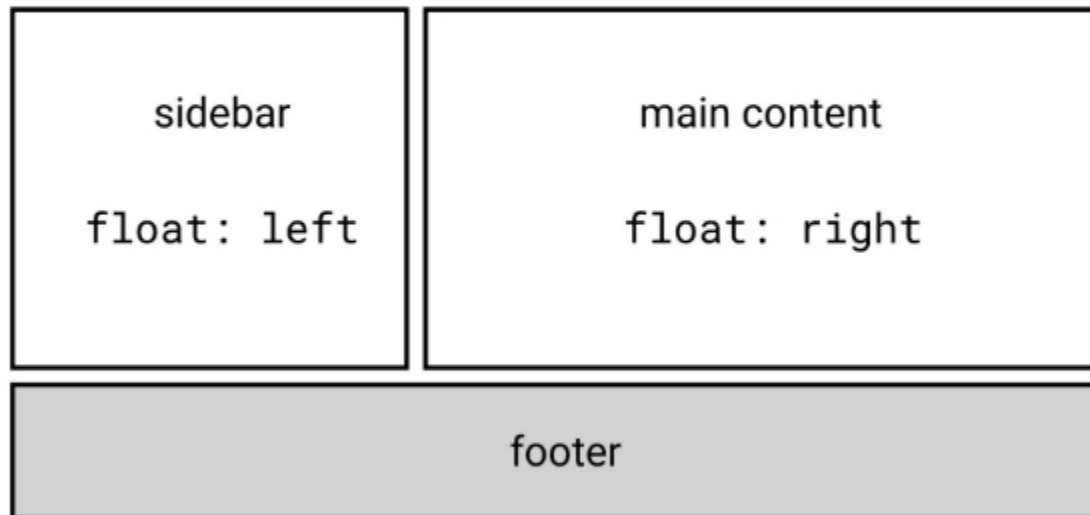 sidebar
float: left
main content
float: right
footer